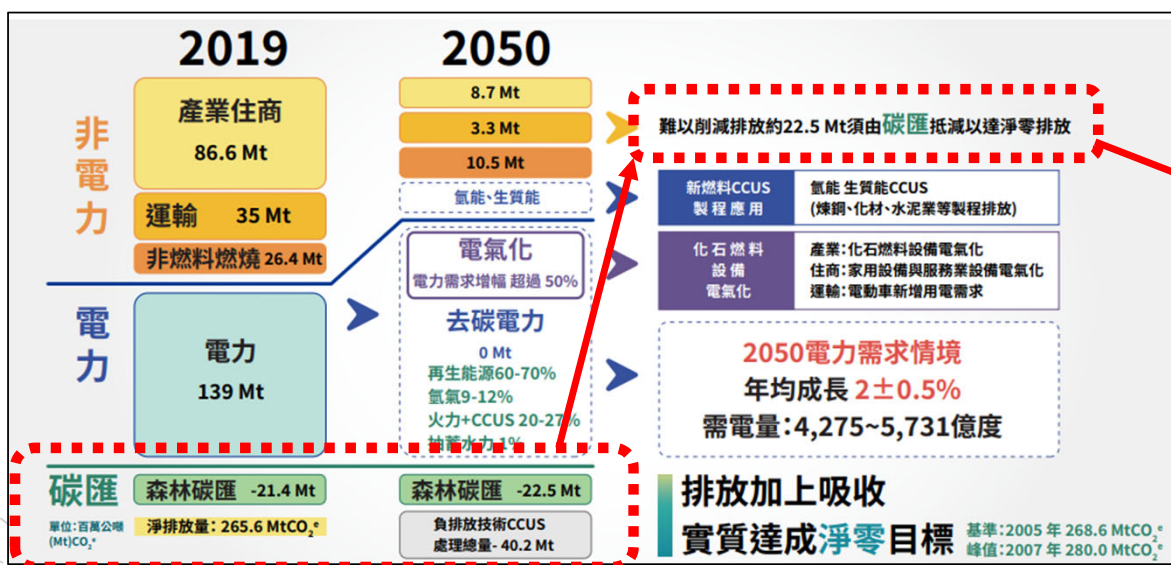 2019
2050
非電力
產業住商
86.6 Mt
運輸 35 Mt
非燃料燃燒 26.4 Mt
8.7 Mt
3.3 Mt
10.5 Mt
氫能、生質能
難以削減排放約22.5 Mt須由碳匯抵減以達淨零排放
新燃料CCUS
製程應用
氫能 生質能CCUS
(煉鋼、化材、水泥業等製程排放)
化石燃料
設備
電氣化
產業:化石燃料設備電氣化
住商:家用設備與服務業設備電氣化
運輸:電動車新增用電需求
電力
電力
139 Mt
電氣化
電力需求增幅 超過 50%
去碳電力
0 Mt
再生能源60-70%
氫氣9-12%
火力+CCUS 20-27%
抽蓄水力 1%
2050電力需求情境
年均成長 2±0.5%
需電量:4,275~5,731億度
碳匯
單位:百萬公噸
(Mt)CO₂ᵉ
森林碳匯 -21.4 Mt
淨排放量: 265.6 MtCO₂ᵉ
森林碳匯 -22.5 Mt
負排放技術CCUS
處理總量- 40.2 Mt
排放加上吸收
實質達成淨零目標
基準:2005 年 268.6 MtCO₂ᵉ
峰值:2007 年 280.0 MtCO₂ᵉ